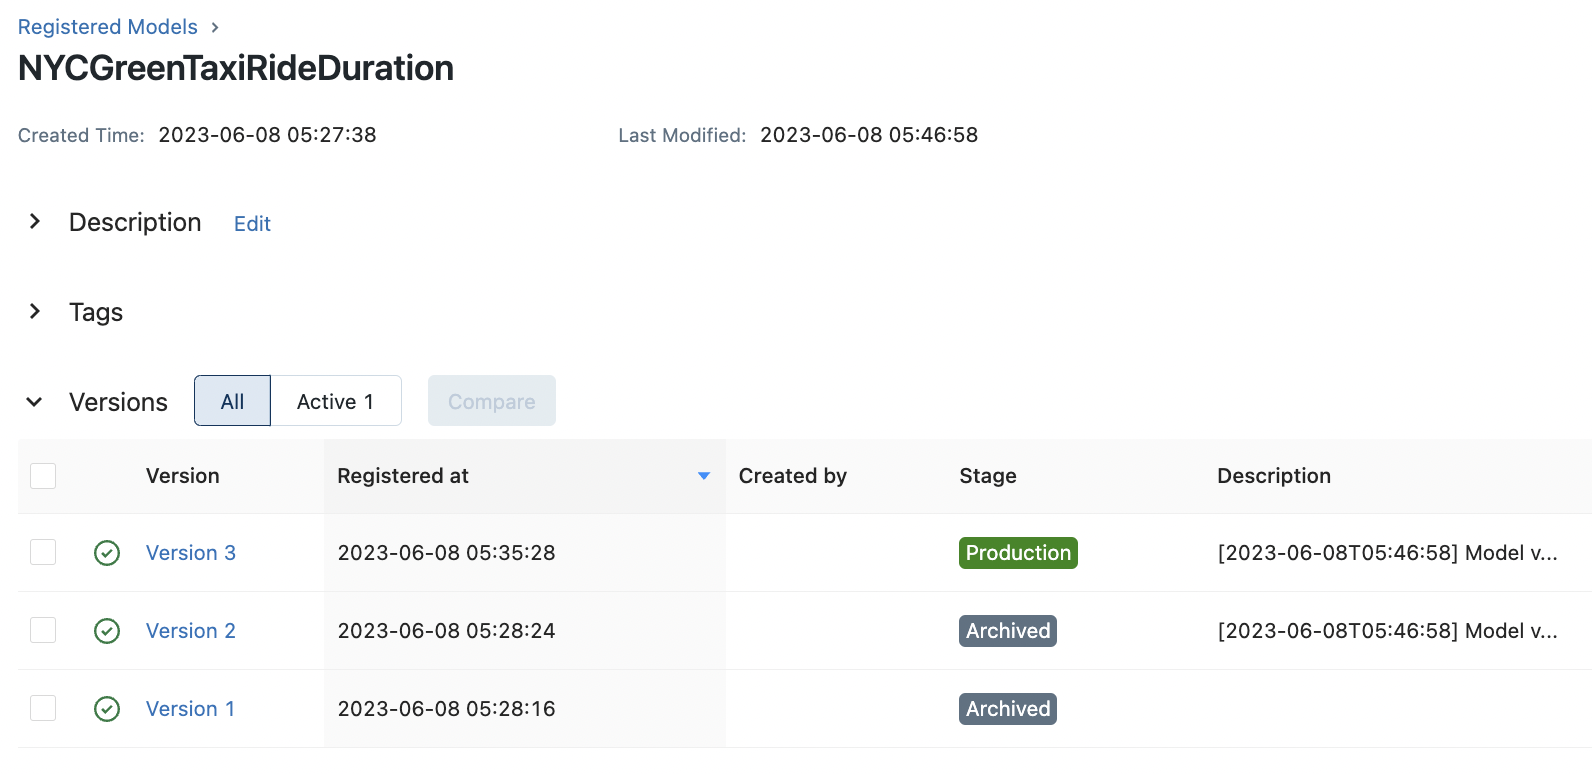 Registered Models ›
NYCGreenTaxiRideDuration
Created Time: 2023-06-08 05:27:38 Last Modified: 2023-06-08 05:46:58
Description Edit
Tags
Versions All Active 1 Compare
Version Registered at Created by Stage Description
Version 3 2023-06-08 05:35:28 Production [2023-06-08T05:46:58] Model v...
Version 2 2023-06-08 05:28:24 Archived [2023-06-08T05:46:58] Model v...
Version 1 2023-06-08 05:28:16 Archived